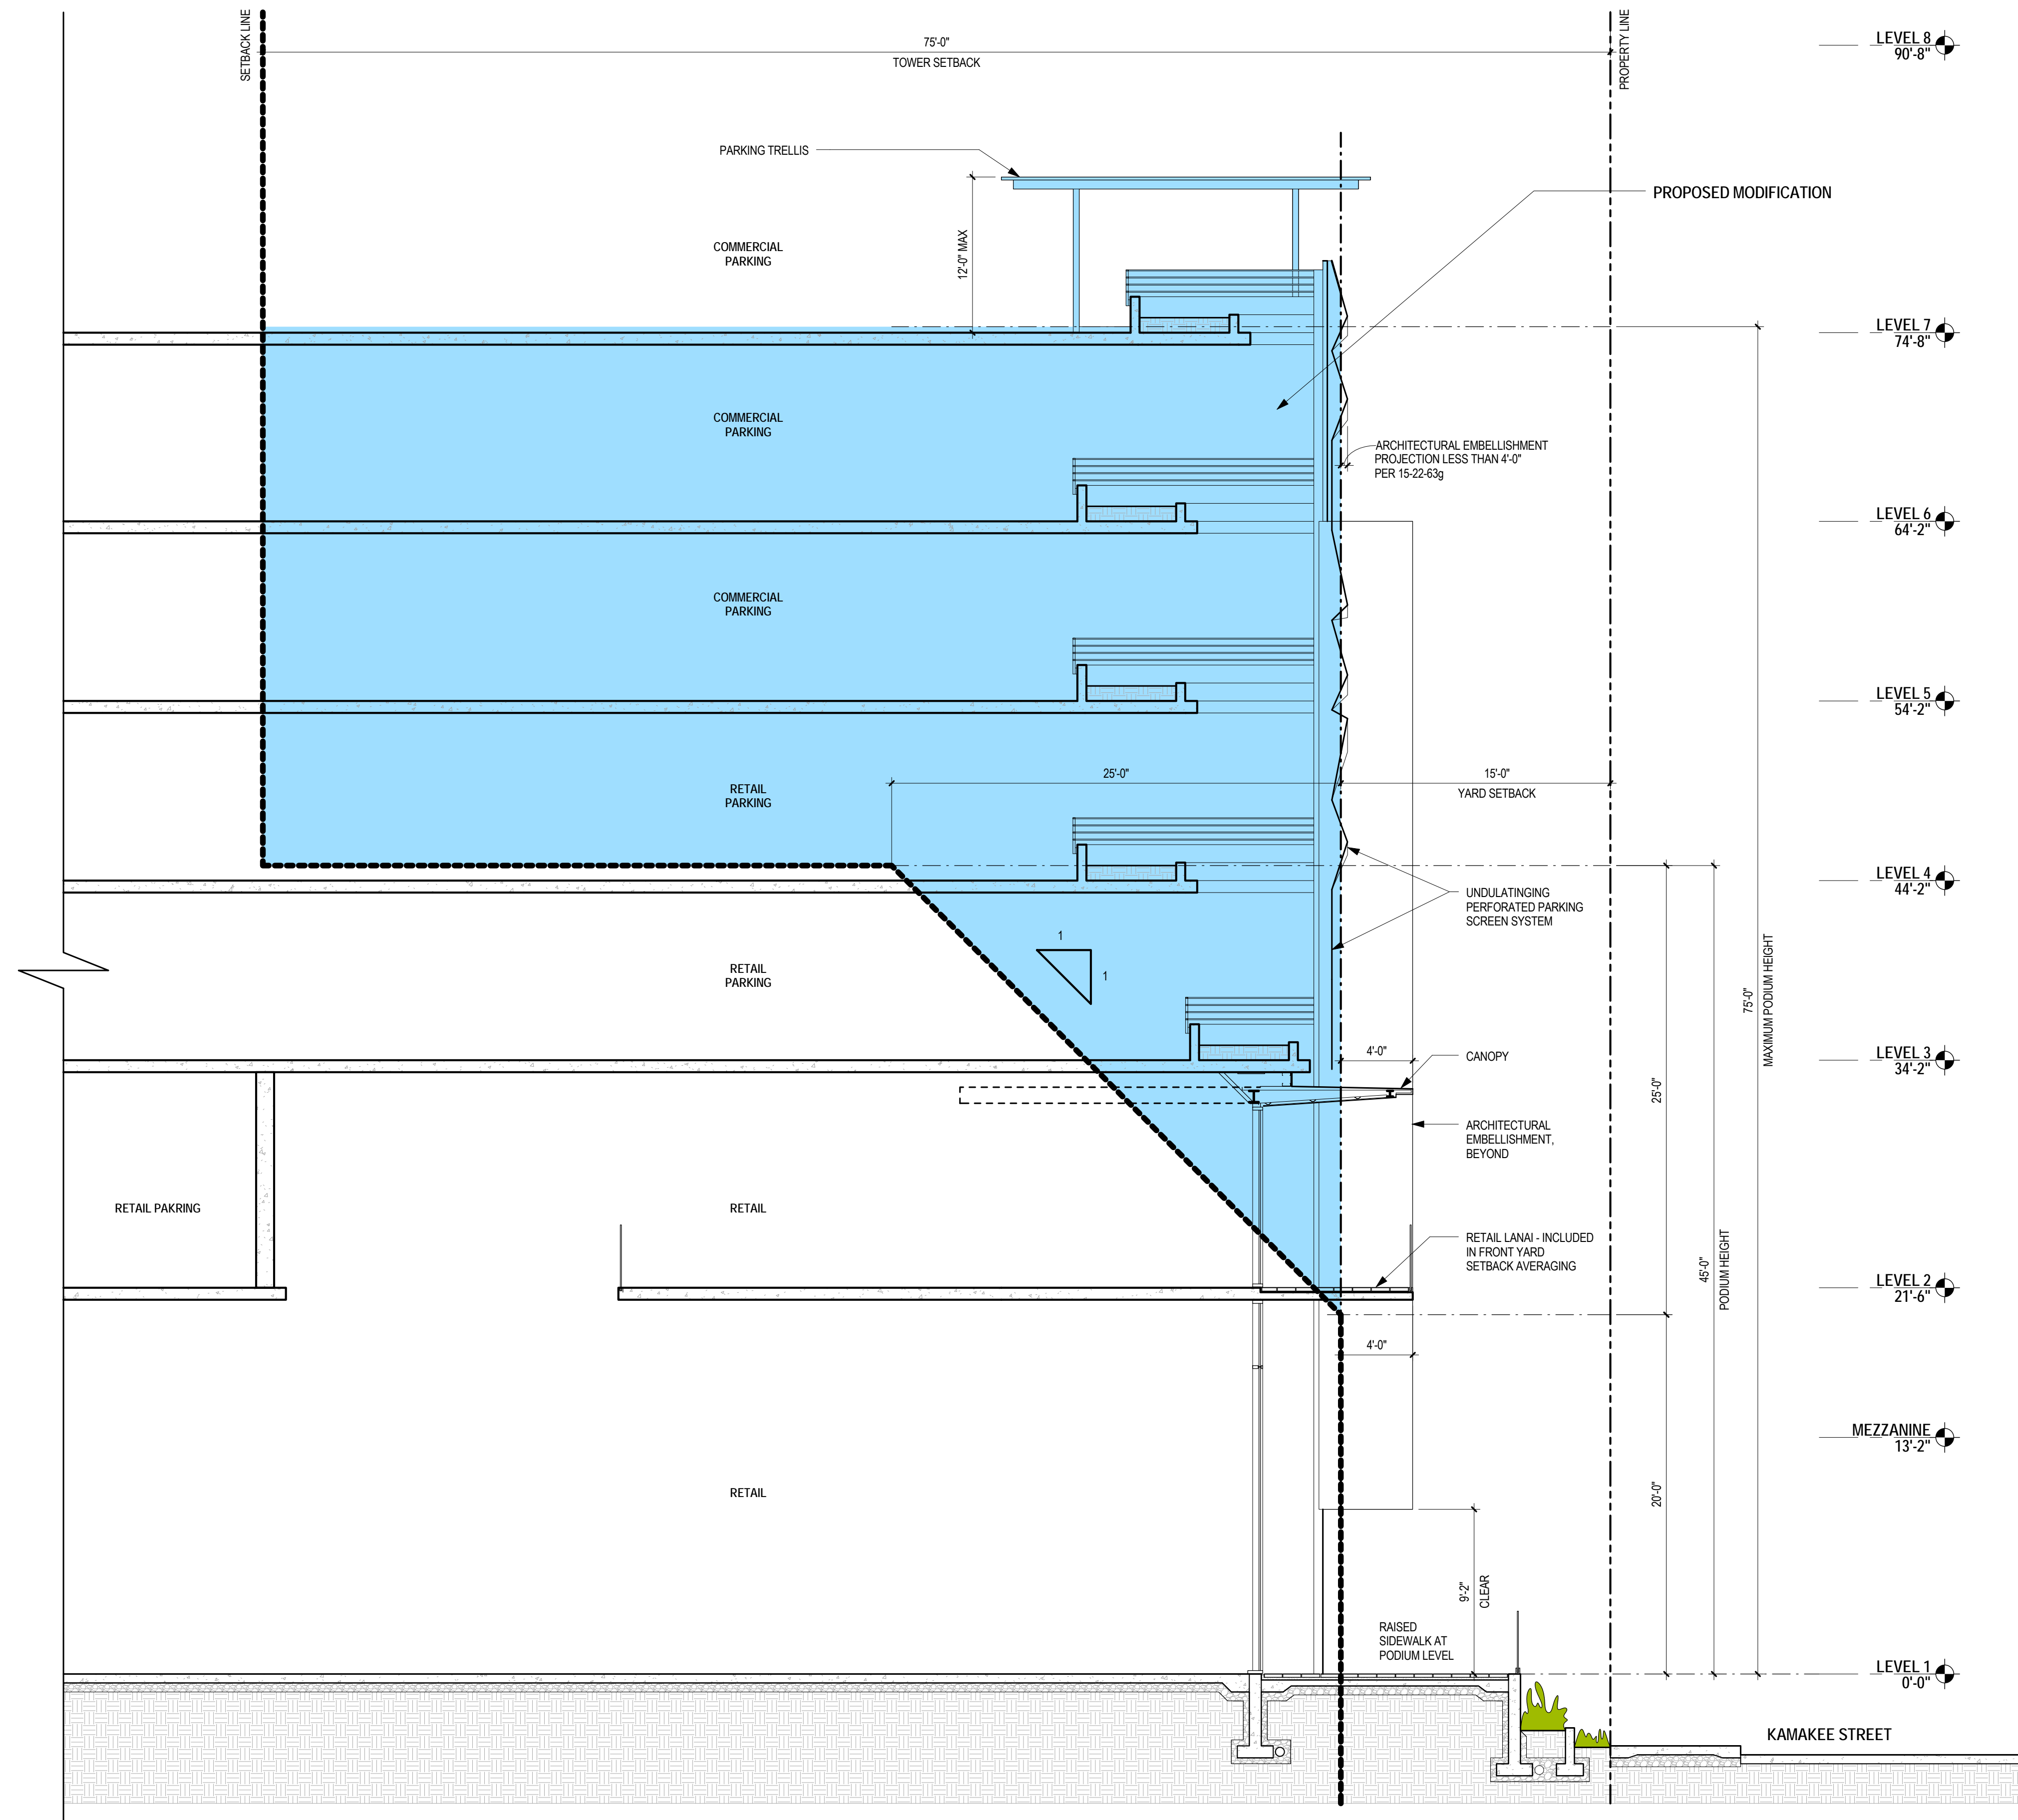 SETBACK LINE
75'-0"
TOWER SETBACK
PROPERTY LINE
LEVEL 8
90'-8"
PARKING TRELLIS
PROPOSED MODIFICATION
12'-0" MAX
COMMERCIAL
PARKING
LEVEL 7
74'-8"
COMMERCIAL
PARKING
ARCHITECTURAL EMBELLISHMENT
PROJECTION LESS THAN 4'-0"
PER 15-22-63g
LEVEL 6
64'-2"
COMMERCIAL
PARKING
LEVEL 5
54'-2"
RETAIL
PARKING
25'-0"
15'-0"
YARD SETBACK
LEVEL 4
44'-2"
UNDULATINGING
PERFORATED PARKING
SCREEN SYSTEM
1
1
RETAIL
PARKING
75'-0"
MAXIMUM PODIUM HEIGHT
4'-0"
CANOPY
LEVEL 3
34'-2"
25'-0"
ARCHITECTURAL
EMBELLISHMENT,
BEYOND
RETAIL PAKRING
RETAIL
RETAIL LANAI - INCLUDED
IN FRONT YARD
SETBACK AVERAGING
45'-0"
PODIUM HEIGHT
LEVEL 2
21'-6"
4'-0"
MEZZANINE
13'-2"
RETAIL
20'-0"
9'-2"
CLEAR
RAISED
SIDEWALK AT
PODIUM LEVEL
LEVEL 1
0'-0"
KAMAKEE STREET